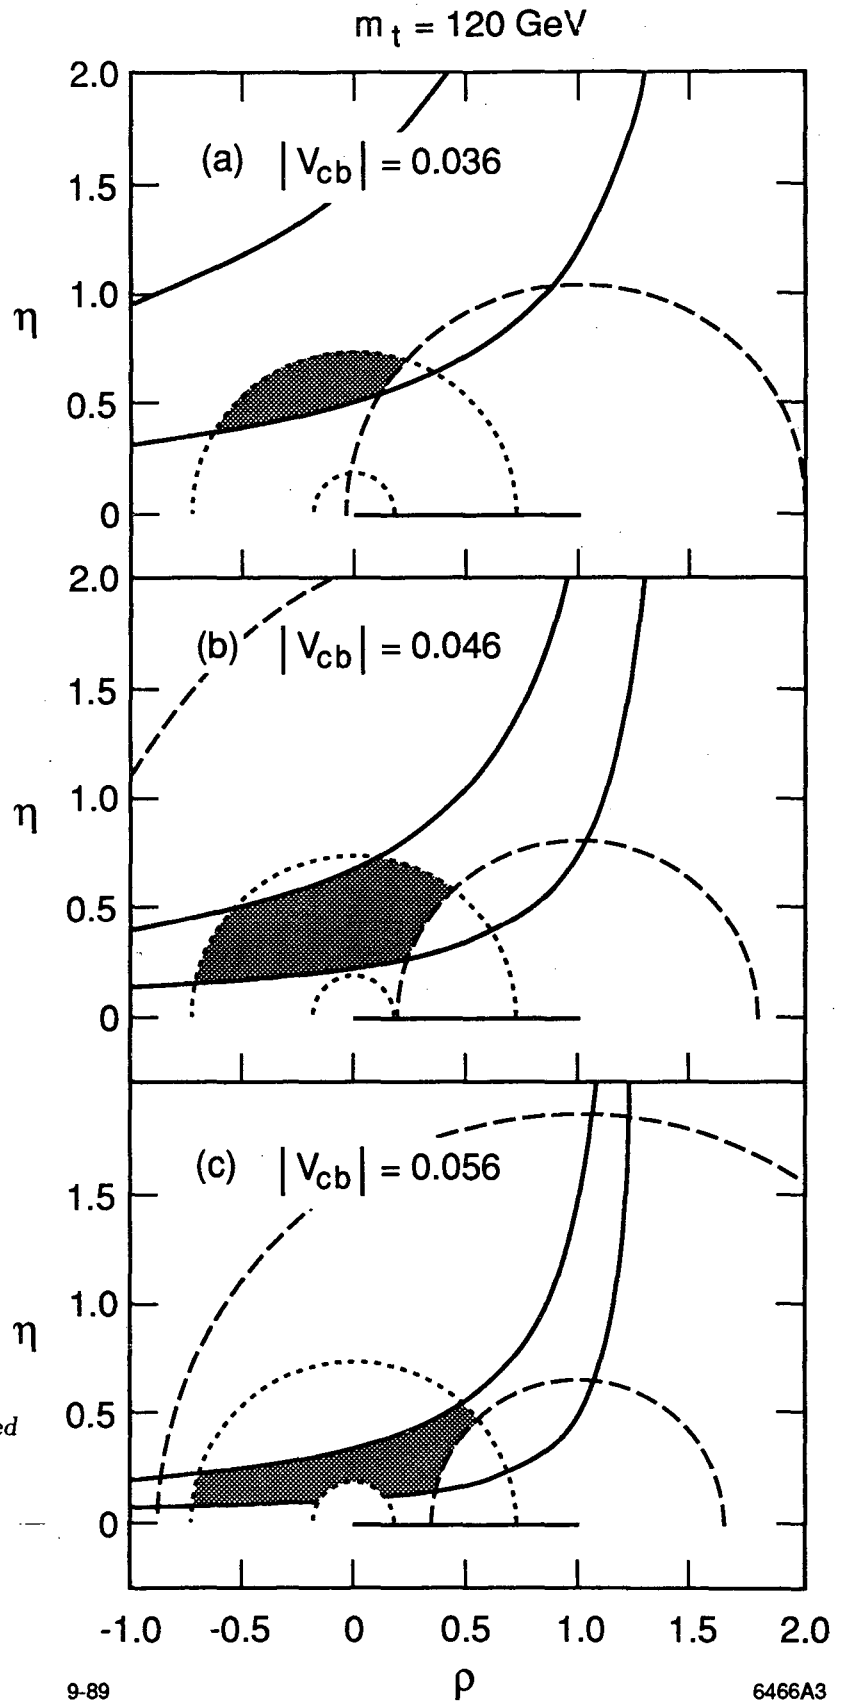 m t = 120 GeV
2.0
(a) |Vcb| = 0.036
1.5
1.0
η
0.5
0
2.0
(b) |Vcb| = 0.046
1.5
1.0
η
0.5
0
(c) |Vcb| = 0.056
1.5
1.0
η
0.5
ed
0
-1.0 -0.5 0 0.5 1.0 1.5 2.0
ρ
9-89 6466A3